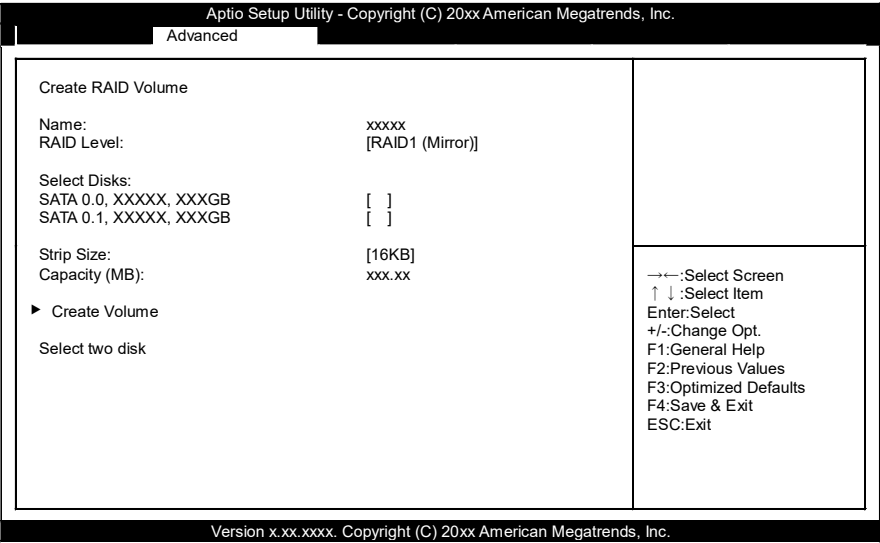 Aptio Setup Utility - Copyright (C) 20xx American Megatrends, Inc.
Advanced
Create RAID Volume
Name: xxxxx
RAID Level: [RAID1 (Mirror)]
Select Disks:
SATA 0.0, XXXXX, XXXGB [ ]
SATA 0.1, XXXXX, XXXGB [ ]
Strip Size: [16KB]
Capacity (MB): xxx.xx
▶ Create Volume
Select two disk
→←:Select Screen
↑↓:Select Item
Enter:Select
+/-:Change Opt.
F1:General Help
F2:Previous Values
F3:Optimized Defaults
F4:Save & Exit
ESC:Exit
Version x.xx.xxxx. Copyright (C) 20xx American Megatrends, Inc.